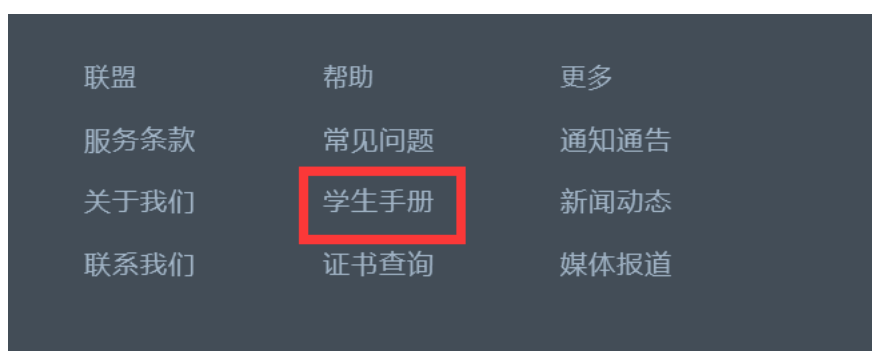 联盟 帮助 更多
服务条款 常见问题 通知通告
关于我们 学生手册 新闻动态
联系我们 证书查询 媒体报道